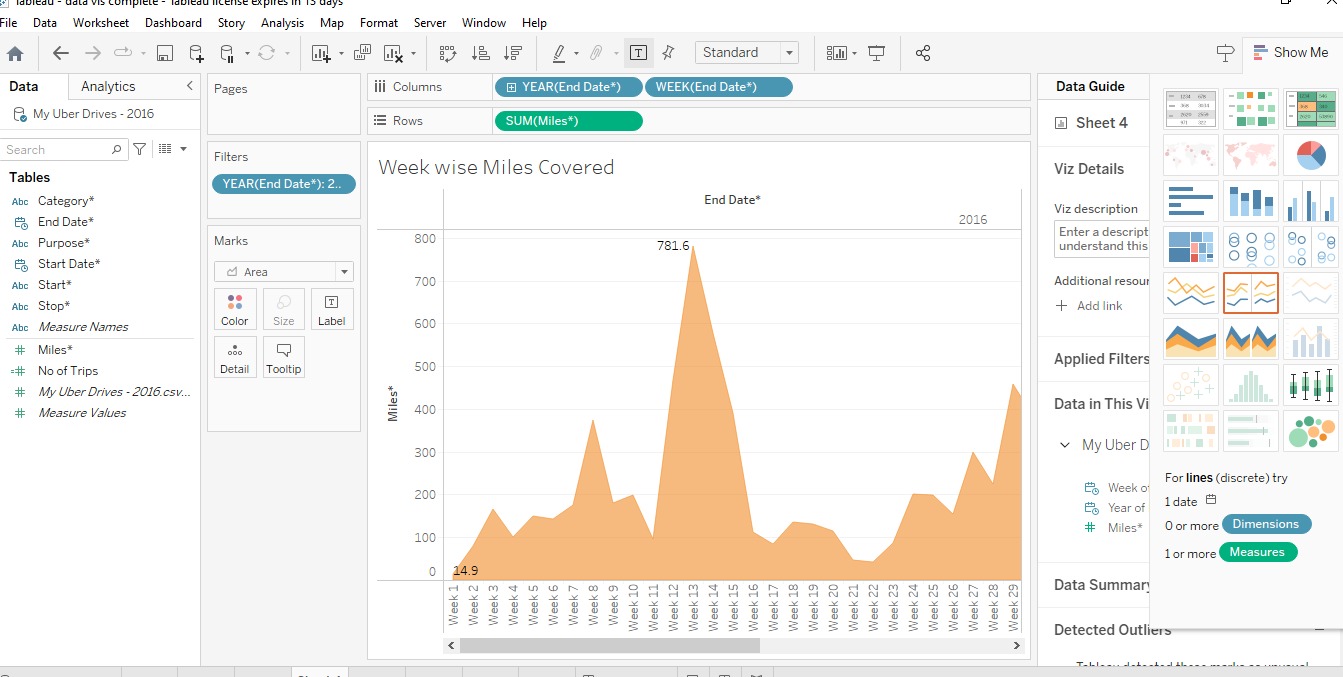 Tableau - data vis complete - Tableau license expires in 13 days
File Data Worksheet Dashboard Story Analysis Map Format Server Window Help
Standard
Show Me
Data Analytics
My Uber Drives - 2016
Search
Tables
Abc Category*
End Date*
Abc Purpose*
Start Date*
Abc Start*
Abc Stop*
Abc Measure Names
Miles*
No of Trips
My Uber Drives - 2016.csv...
Measure Values
Pages
Filters
YEAR(End Date*): 2..
Marks
Area
Color Size Label
Detail Tooltip
Columns YEAR(End Date*) WEEK(End Date*)
Rows SUM(Miles*)
Week wise Miles Covered
End Date*
2016
Miles*
800
700
600
500
400
300
200
100
0
781.6
14.9
Week 1
Week 2
Week 3
Week 4
Week 5
Week 6
Week 7
Week 8
Week 9
Week 10
Week 11
Week 12
Week 13
Week 14
Week 15
Week 16
Week 17
Week 18
Week 19
Week 20
Week 21
Week 22
Week 23
Week 24
Week 25
Week 26
Week 27
Week 28
Week 29
Data Guide
Sheet 4
Viz Details
Viz description
Enter a descript
understand this
Additional resour
Add link
Applied Filters
Data in This Vi
My Uber D
Week of
Year of
Miles*
Data Summary
Detected Outliers
For lines (discrete) try
1 date
0 or more Dimensions
1 or more Measures